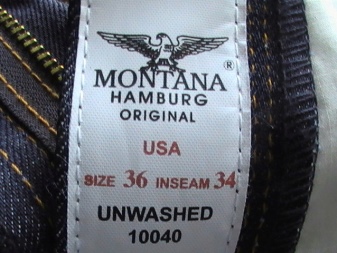 MONTANA®
HAMBURG
ORIGINAL
USA
SIZE 36 INSEAM 34
UNWASHED
10040